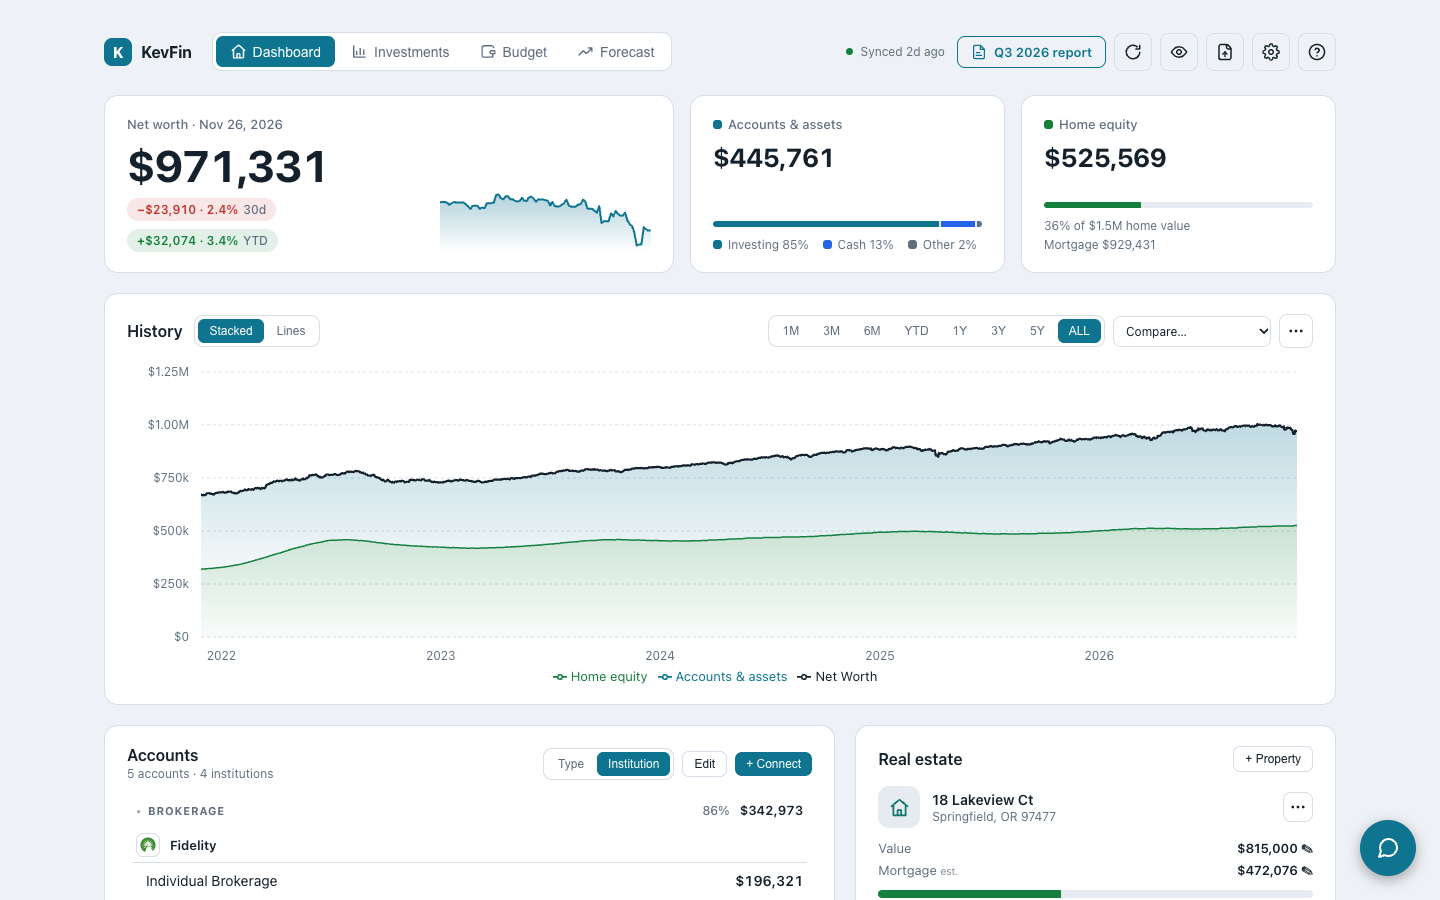 K KevFin Dashboard Investments Budget Forecast Synced 2d ago Q3 2026 report
Net worth · Nov 26, 2026
$971,331
−$23,910 · 2.4% 30d
+$32,074 · 3.4% YTD
Accounts & assets
$445,761
Investing 85% Cash 13% Other 2%
Home equity
$525,569
36% of $1.5M home value
Mortgage $929,431
History Stacked Lines 1M 3M 6M YTD 1Y 3Y 5Y ALL Compare...
$1.25M
$1.00M
$750k
$500k
$250k
$0
2022 2023 2024 2025 2026
Home equity Accounts & assets Net Worth
Accounts
5 accounts · 4 institutions
Type Institution Edit + Connect
BROKERAGE 86% $342,973
Fidelity
Individual Brokerage $196,321
Real estate + Property
18 Lakeview Ct
Springfield, OR 97477
Value $815,000
Mortgage est. $472,076